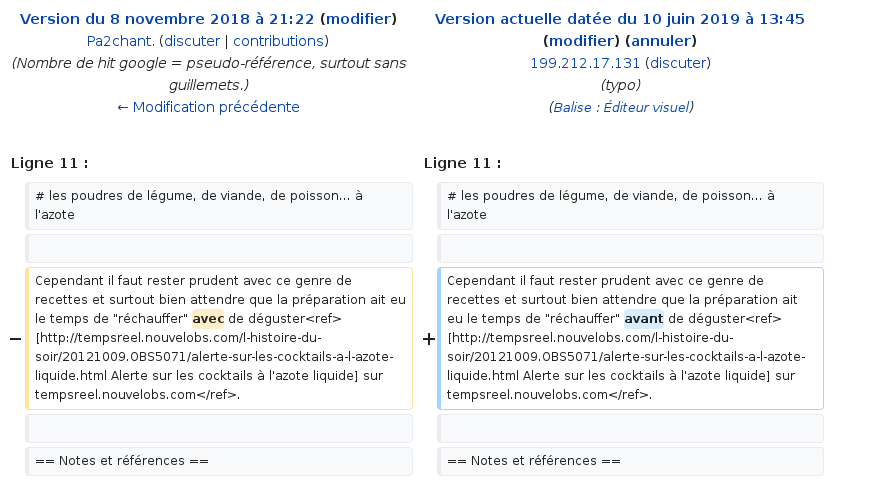 Version du 8 novembre 2018 à 21:22 (modifier)
Pa2chant. (discuter | contributions)
(Nombre de hit google = pseudo-référence, surtout sans
guillemets.)
← Modification précédente
Version actuelle datée du 10 juin 2019 à 13:45
(modifier) (annuler)
199.212.17.131 (discuter)
(typo)
(Balise : Éditeur visuel)
Ligne 11 :
Ligne 11 :
# les poudres de légume, de viande, de poisson... à
l'azote
# les poudres de légume, de viande, de poisson... à
l'azote
−
Cependant il faut rester prudent avec ce genre de
recettes et surtout bien attendre que la préparation ait eu
le temps de "réchauffer" avec de déguster<ref>
[http://tempsreel.nouvelobs.com/l-histoire-du-
soir/20121009.OBS5071/alerte-sur-les-cocktails-a-l-azote-
liquide.html Alerte sur les cocktails à l'azote liquide] sur
tempsreel.nouvelobs.com</ref>.
+
Cependant il faut rester prudent avec ce genre de
recettes et surtout bien attendre que la préparation ait
eu le temps de "réchauffer" avant de déguster<ref>
[http://tempsreel.nouvelobs.com/l-histoire-du-
soir/20121009.OBS5071/alerte-sur-les-cocktails-a-l-azote-
liquide.html Alerte sur les cocktails à l'azote liquide] sur
tempsreel.nouvelobs.com</ref>.
== Notes et références ==
== Notes et références ==